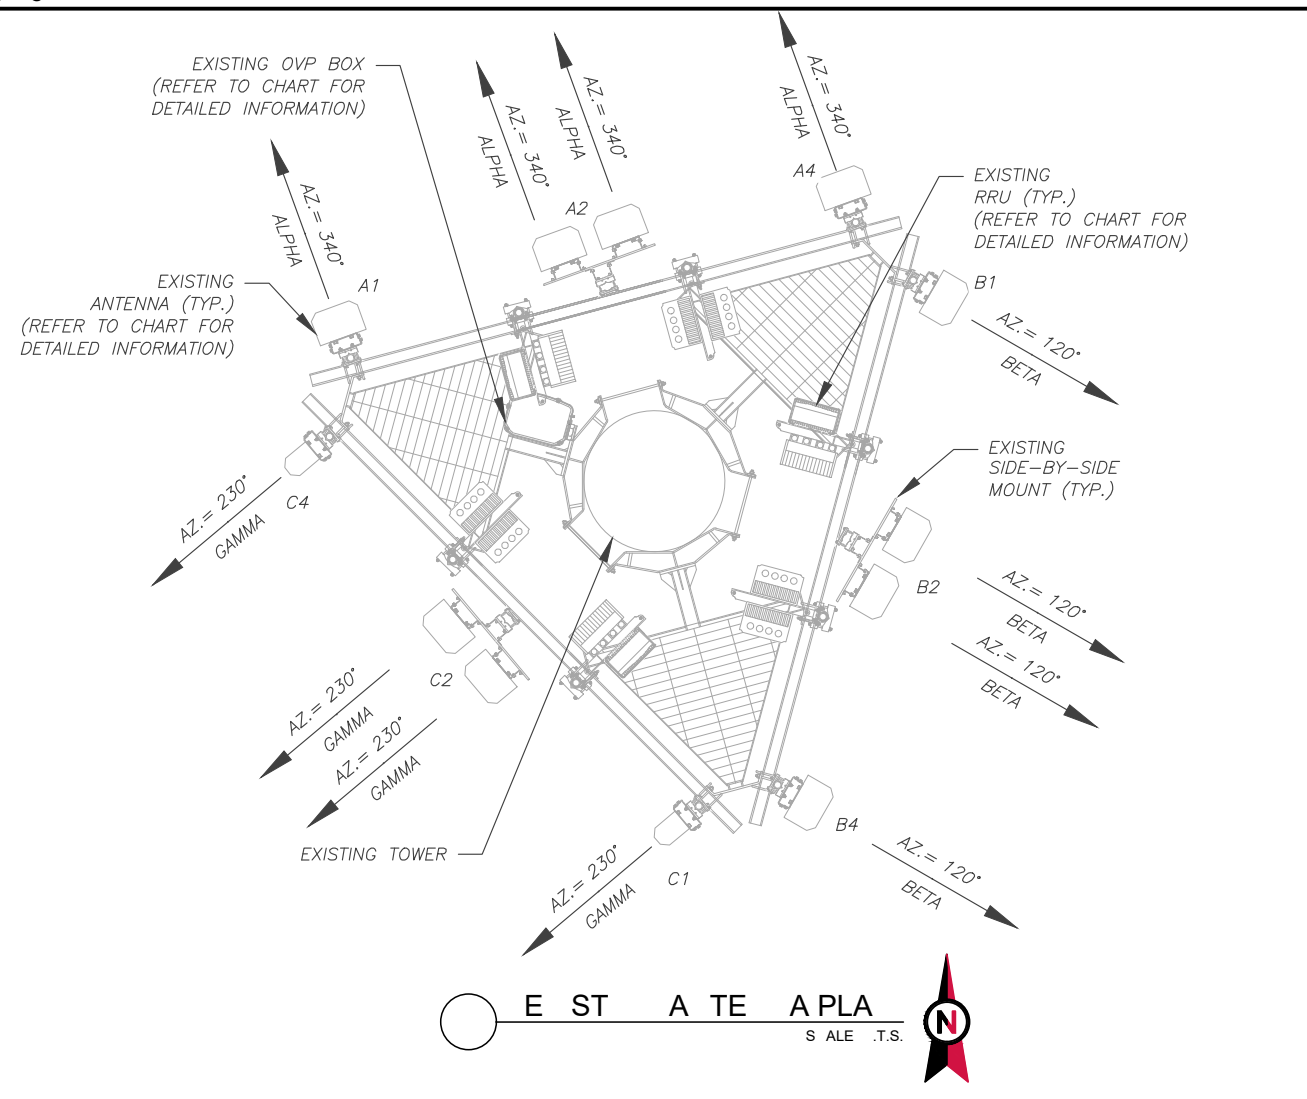 EXISTING OVP BOX
(REFER TO CHART FOR
DETAILED INFORMATION)
AZ.= 340°
ALPHA
AZ.= 340°
ALPHA
AZ.= 340°
ALPHA
AZ.= 340°
ALPHA
A4
EXISTING
RRU (TYP.)
(REFER TO CHART FOR
DETAILED INFORMATION)
A2
EXISTING
ANTENNA (TYP.)
(REFER TO CHART FOR
DETAILED INFORMATION)
A1
B1
AZ.= 120°
BETA
EXISTING
SIDE-BY-SIDE
MOUNT (TYP.)
C4
AZ.= 230°
GAMMA
B2
AZ.= 120°
BETA
AZ.= 120°
BETA
C2
AZ.= 230°
GAMMA
AZ.= 230°
GAMMA
EXISTING TOWER
B4
AZ.= 120°
BETA
C1
AZ.= 230°
GAMMA
E ST A TE A PLA
S ALE .T.S.
N